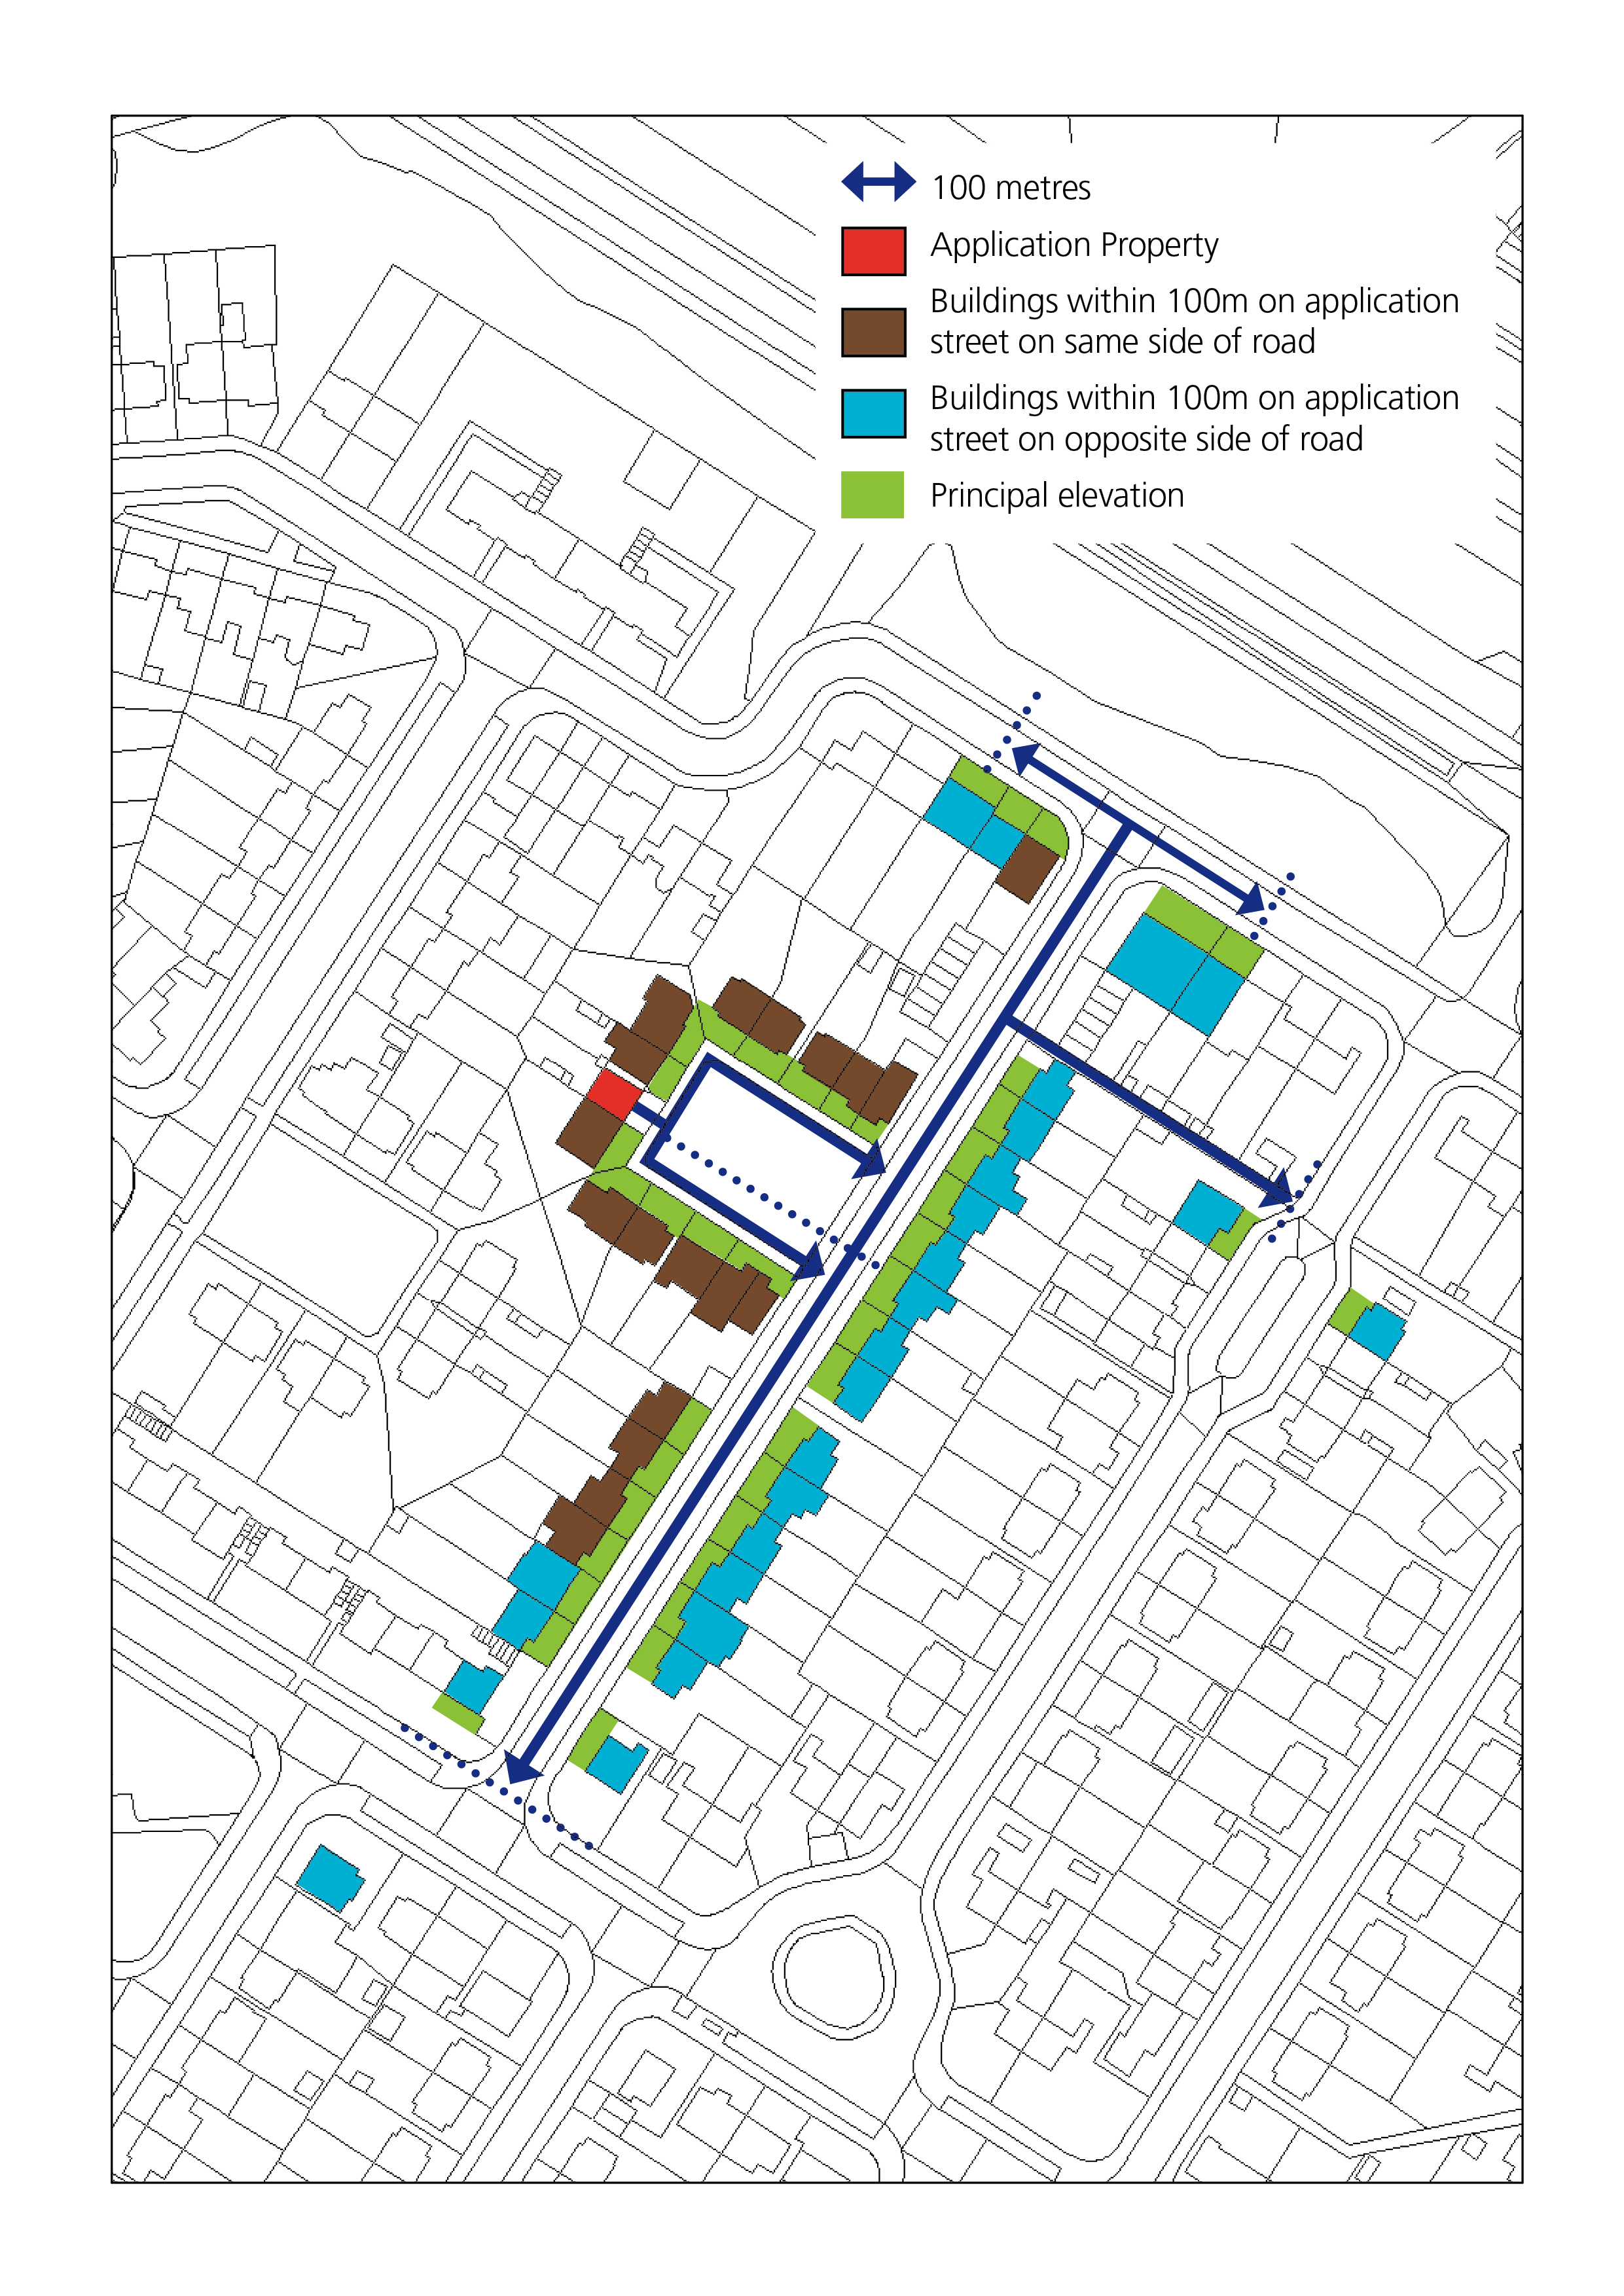 100 metres
Application Property
Buildings within 100m on application
street on same side of road
Buildings within 100m on application
street on opposite side of road
Principal elevation